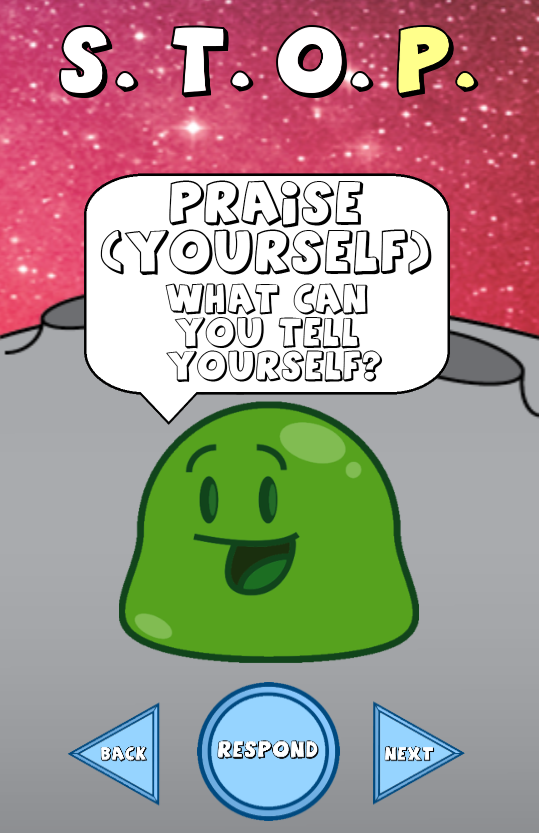 S. T. O. P.
PRAiSE
(YOURSELF)
WHAT CAN
YOU TELL
YOURSELF?
BACK
RESPOND
NEXT